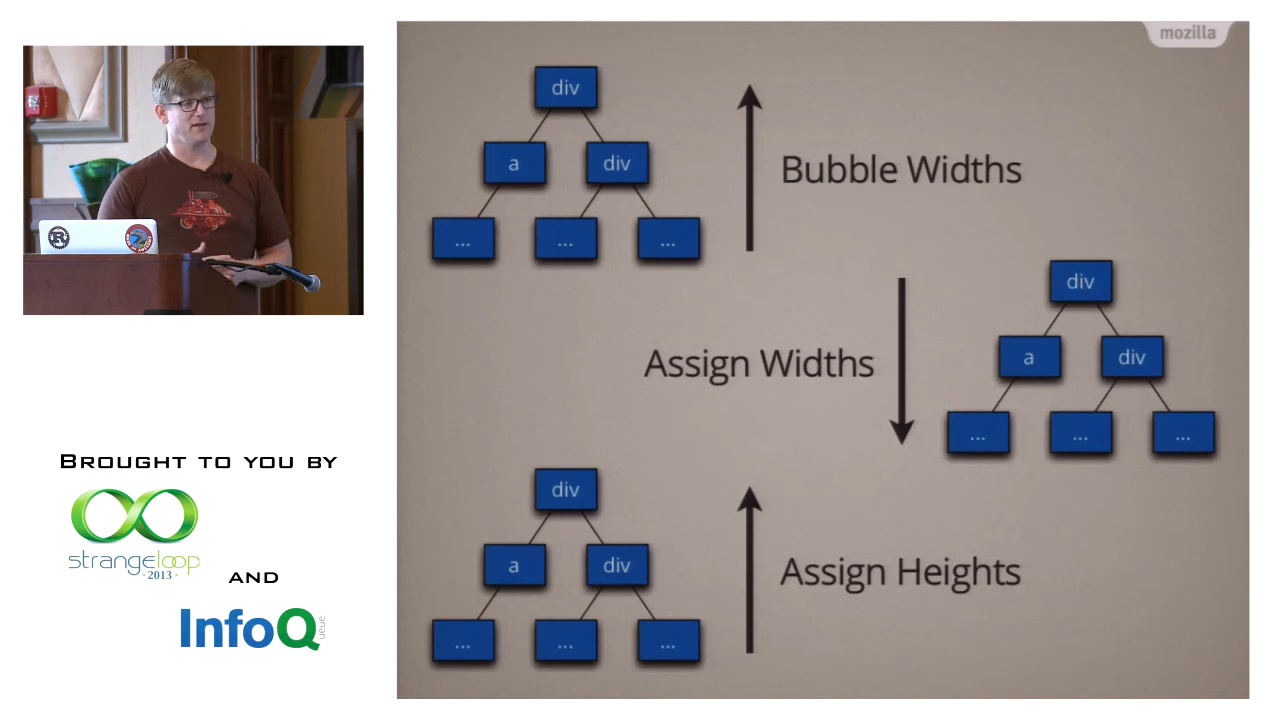 mozilla
div
a
div
...
...
...
Bubble Widths
Assign Widths
div
a
div
...
...
...
div
a
div
...
...
...
Assign Heights
R
BROUGHT TO YOU BY
strangeloop
·2013·
AND
InfoQ
ueue